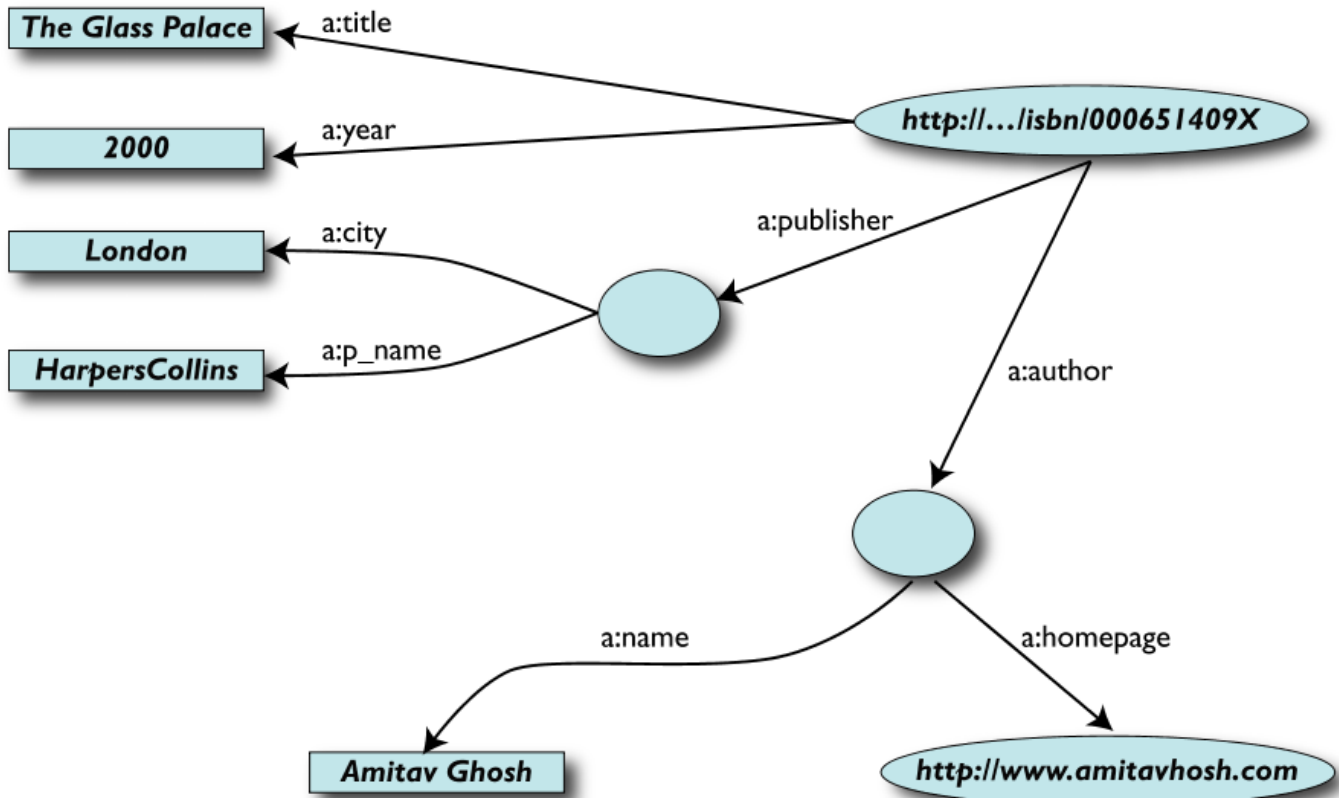 The Glass Palace
a:title
http://…/isbn/000651409X
2000
a:year
a:publisher
London
a:city
HarpersCollins
a:p_name
a:author
a:name
a:homepage
Amitav Ghosh
http://www.amitavhosh.com